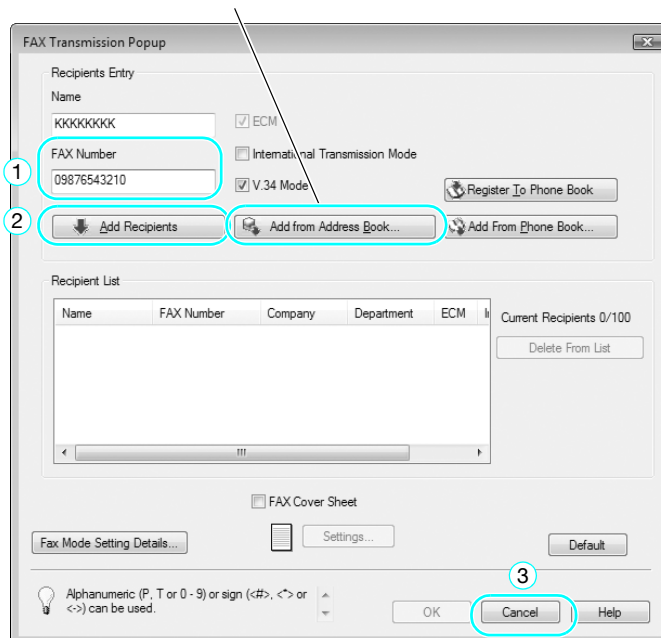 FAX Transmission Popup
Recipients Entry
Name
KKKKKKKK
ECM
FAX Number
International Transmission Mode
1
09876543210
V.34 Mode
Register To Phone Book
2
Add Recipients
Add from Address Book...
Add From Phone Book...
Recipient List
Name FAX Number Company Department ECM
Current Recipients 0/100
Delete From List
FAX Cover Sheet
Fax Mode Setting Details...
Settings...
Default
3
Alphanumeric (P, T or 0 - 9) or sign (<#>, <*> or
<-> ) can be used.
OK Cancel Help